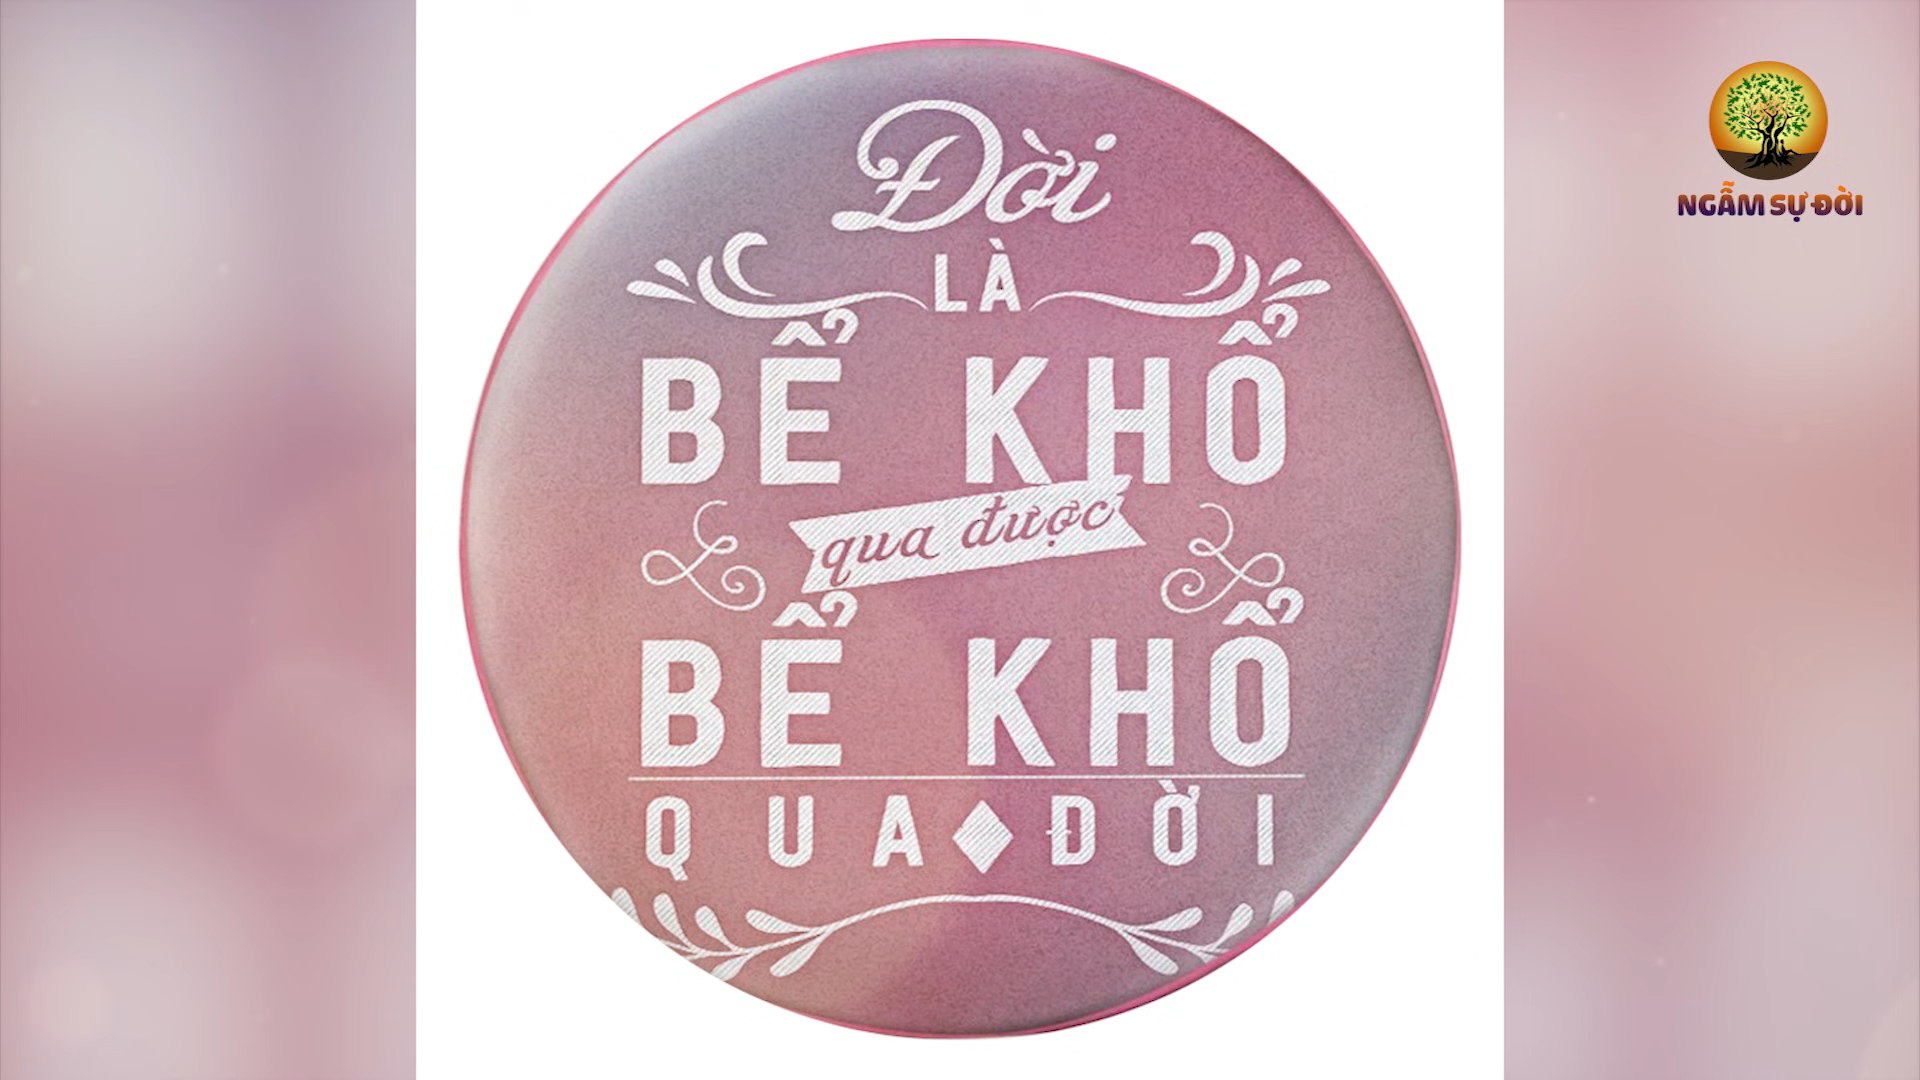 Đời
LÀ
BỂ KHỔ
qua được
BỂ KHỔ
QUA ĐỜI
NGẪM SỰ ĐỜI